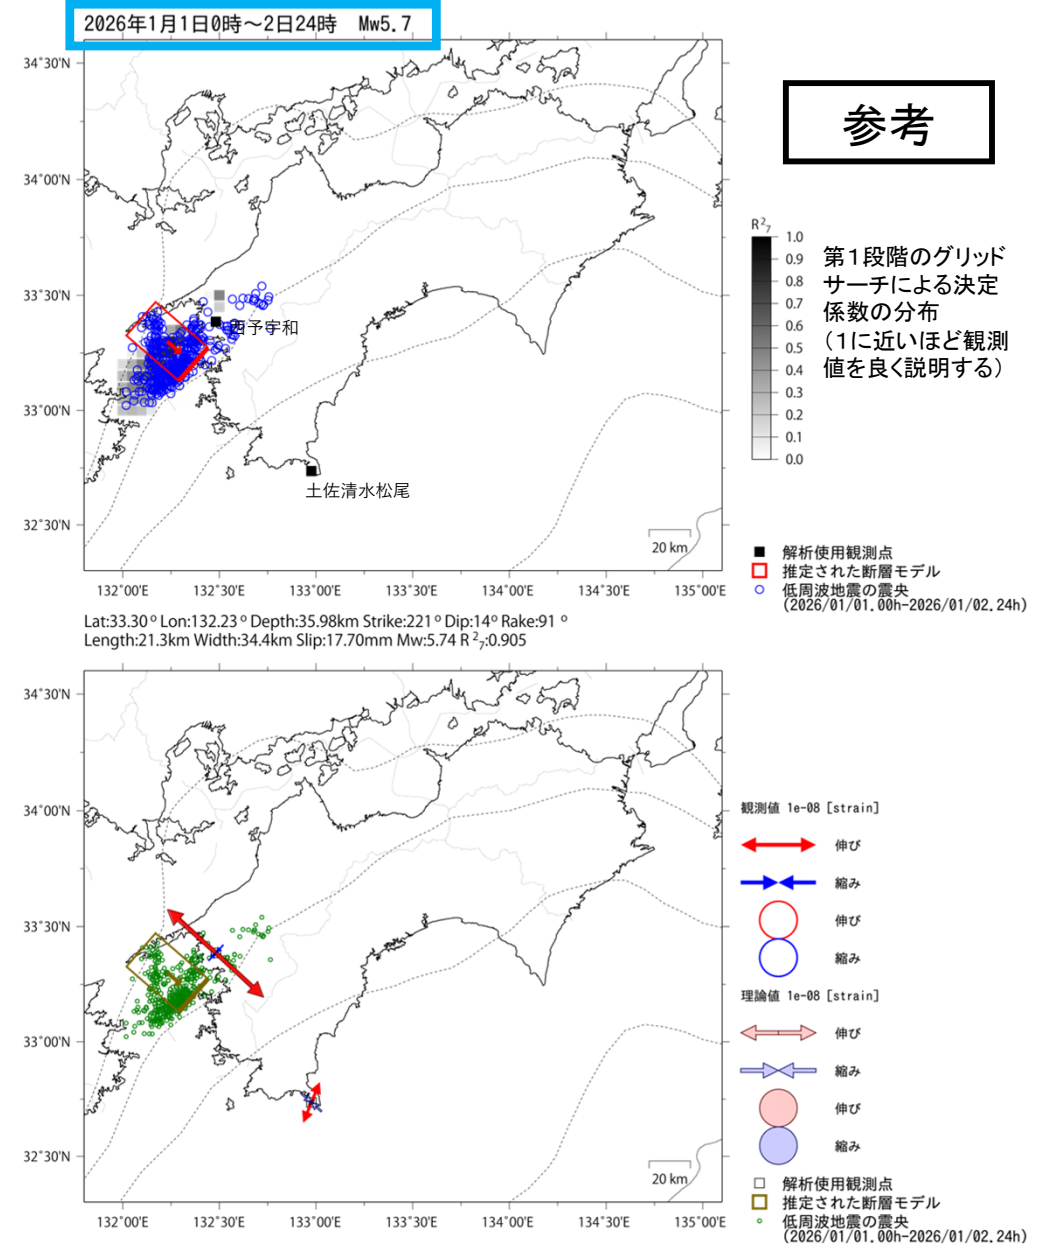 2026年1月1日0時～2日24時　Mw5.7
参考
34°30'N
34°00'N
33°30'N
33°00'N
32°30'N
132°00'E
132°30'E
133°00'E
133°30'E
134°00'E
134°30'E
135°00'E
西予宇和
土佐清水松尾
20 km
R²₇
1.0
0.9
0.8
0.7
0.6
0.5
0.4
0.3
0.2
0.1
0.0
第１段階のグリッド
サーチによる決定
係数の分布
（１に近いほど観測
値を良く説明する）
解析使用観測点
推定された断層モデル
低周波地震の震央
(2026/01/01.00h-2026/01/02.24h)
Lat:33.30° Lon:132.23° Depth:35.98km Strike:221° Dip:14° Rake:91 °
Length:21.3km Width:34.4km Slip:17.70mm Mw:5.74 R²₇:0.905
34°30'N
34°00'N
33°30'N
33°00'N
32°30'N
132°00'E
132°30'E
133°00'E
133°30'E
134°00'E
134°30'E
135°00'E
20 km
観測値 1e-08 [strain]
伸び
縮み
伸び
縮み
理論値 1e-08 [strain]
伸び
縮み
伸び
縮み
解析使用観測点
推定された断層モデル
低周波地震の震央
(2026/01/01.00h-2026/01/02.24h)